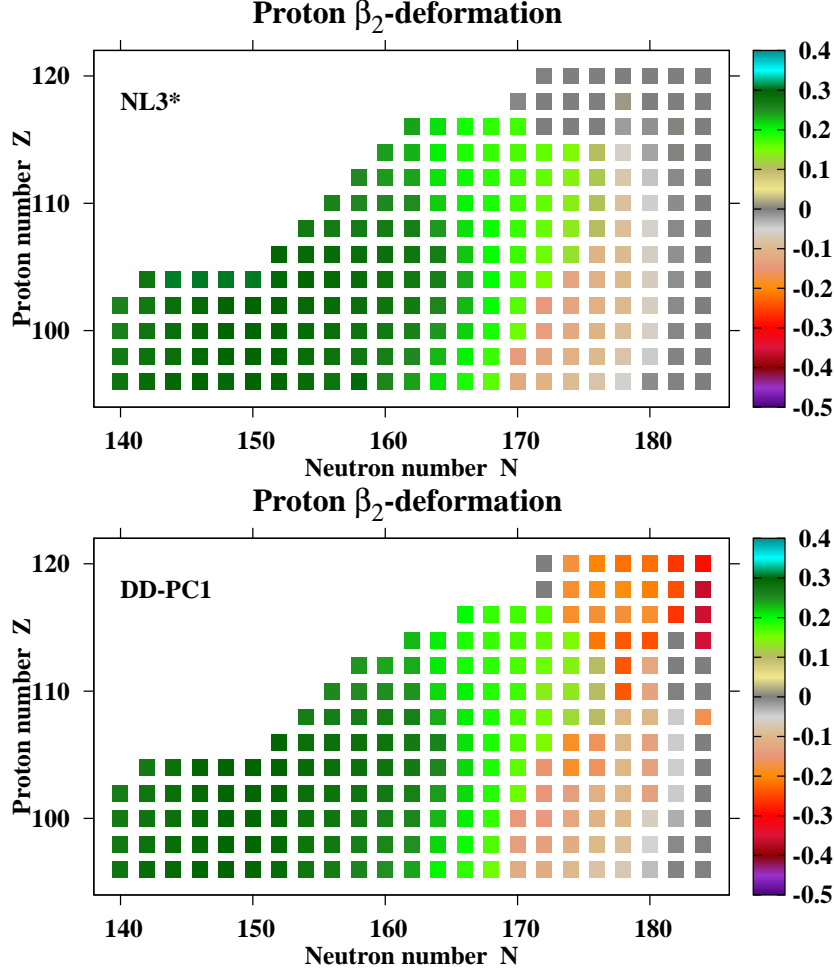 Proton β₂-deformation
NL3*
Proton number Z
120
110
100
140 150 160 170 180
Neutron number N
0.4
0.3
0.2
0.1
0
-0.1
-0.2
-0.3
-0.4
-0.5
Proton β₂-deformation
DD-PC1
Proton number Z
120
110
100
140 150 160 170 180
Neutron number N
0.4
0.3
0.2
0.1
0
-0.1
-0.2
-0.3
-0.4
-0.5